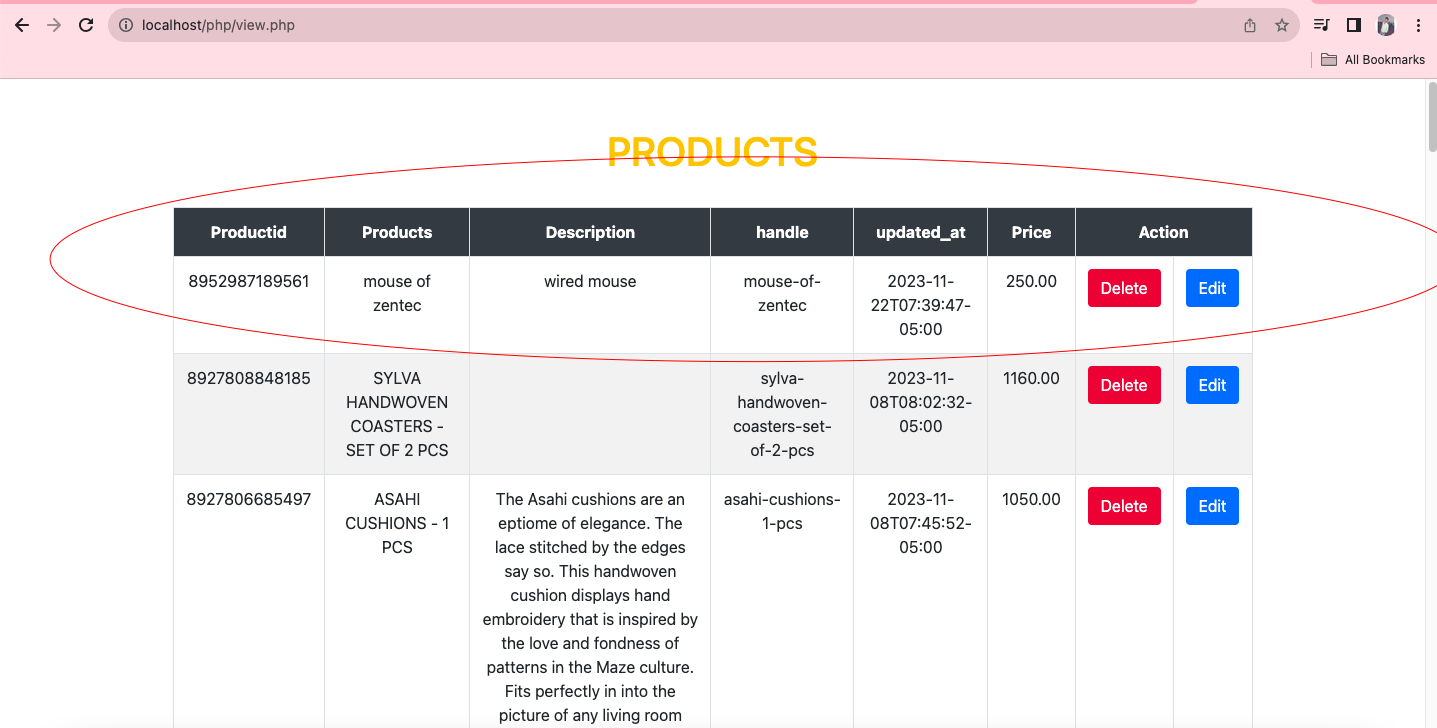 localhost/php/view.php
All Bookmarks
PRODUCTS
Productid Products Description handle updated_at Price Action
8952987189561 mouse of wired mouse mouse-of- 2023-11- 250.00 Delete Edit
zentec zentec 22T07:39:47-
05:00
8927808848185 SYLVA sylva- 2023-11- 1160.00 Delete Edit
HANDWOVEN handwoven- 08T08:02:32-
COASTERS - coasters-set- 05:00
SET OF 2 PCS of-2-pcs
8927806685497 ASAHI The Asahi cushions are an asahi-cushions- 2023-11- 1050.00 Delete Edit
CUSHIONS - 1 eptiome of elegance. The 1-pcs 08T07:45:52-
PCS lace stitched by the edges 05:00
say so. This handwoven
cushion displays hand
embroidery that is inspired by
the love and fondness of
patterns in the Maze culture.
Fits perfectly in into the
picture of any living room